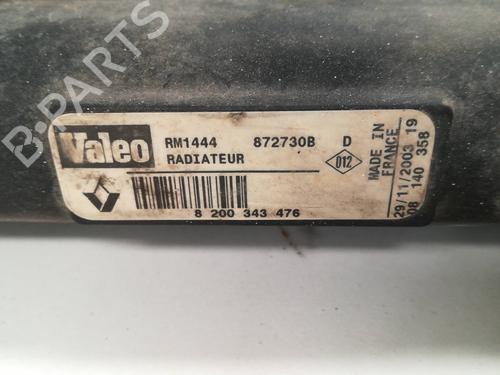 B-PARTS
Valeo RM1444 872730B D
RADIATEUR 012
8 200 343 476
MADE IN
FRANCE
29/11/2003 19
08 140 358